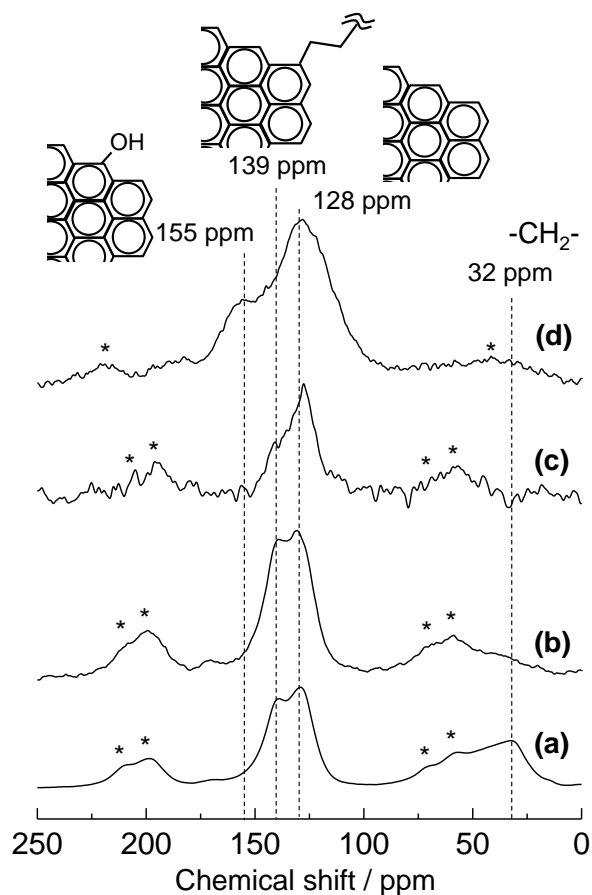 OH
139 ppm
128 ppm
155 ppm
-CH₂-
32 ppm
* * (d)
* * * * (c)
* * * * (b)
* * * * (a)
250 200 150 100 50 0
Chemical shift / ppm